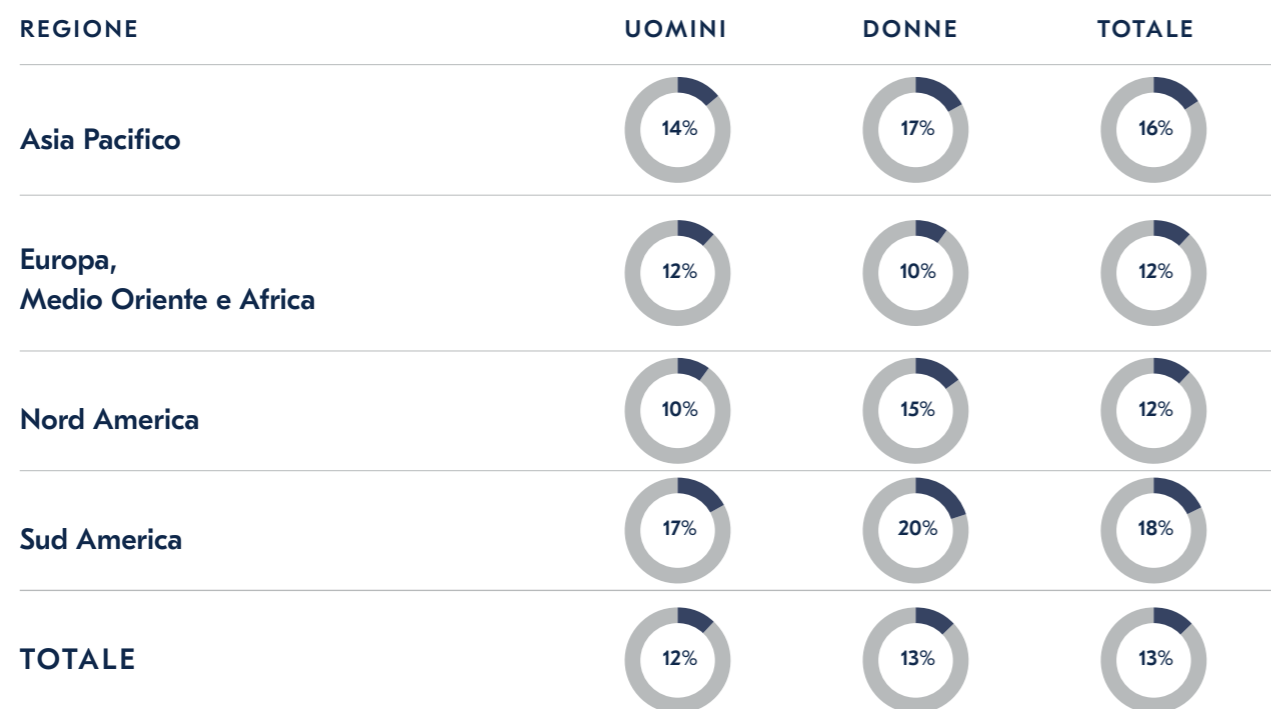 REGIONE UOMINI DONNE TOTALE
Asia Pacifico 14% 17% 16%
Europa,
Medio Oriente e Africa 12% 10% 12%
Nord America 10% 15% 12%
Sud America 17% 20% 18%
TOTALE 12% 13% 13%